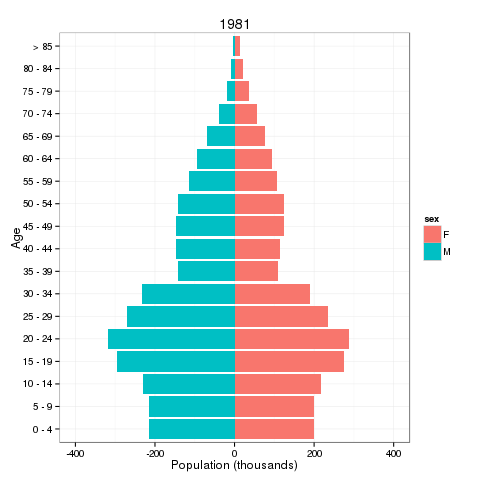 1981
> 85
80 - 84
75 - 79
70 - 74
65 - 69
60 - 64
55 - 59
50 - 54
45 - 49
40 - 44
35 - 39
30 - 34
25 - 29
20 - 24
15 - 19
10 - 14
5 - 9
0 - 4
Age
-400 -200 0 200 400
Population (thousands)
sex
F
M